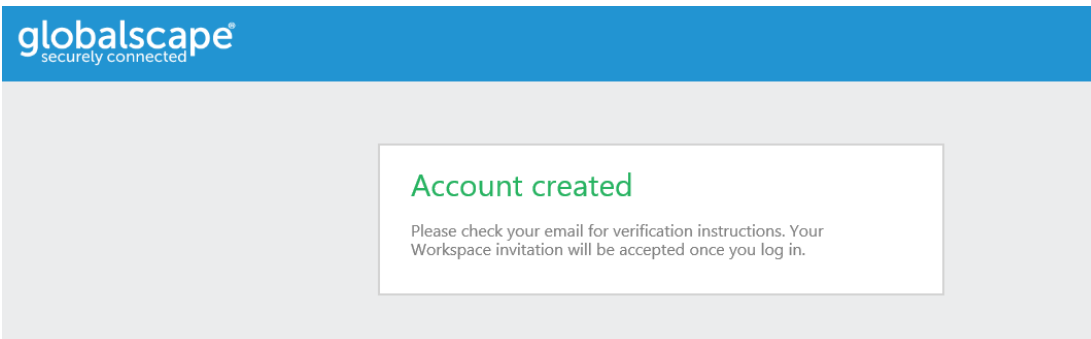 globalscape®
securely connected
Account created
Please check your email for verification instructions. Your
Workspace invitation will be accepted once you log in.